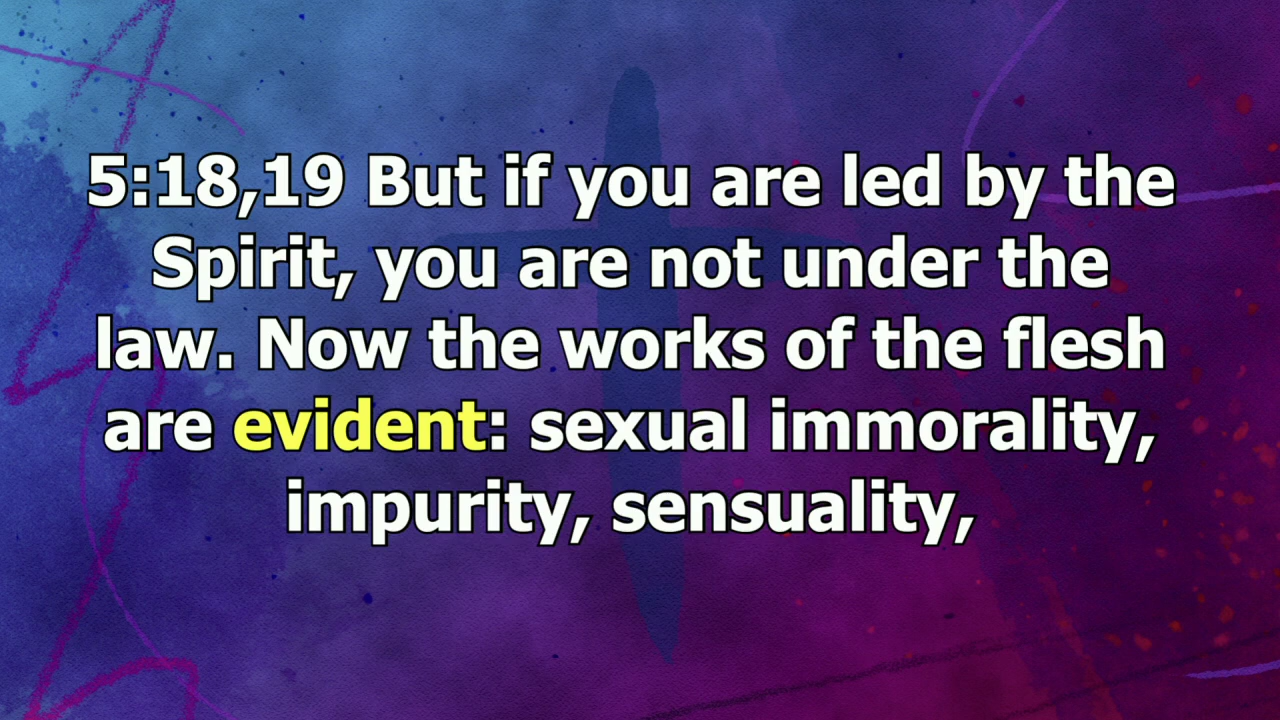 5:18,19 But if you are led by the
Spirit, you are not under the
law. Now the works of the flesh
are evident: sexual immorality,
impurity, sensuality,